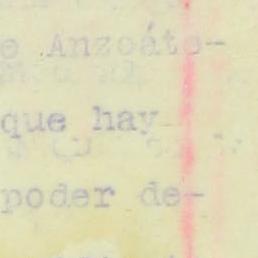 e Anzoáte-
que hay
poder de-